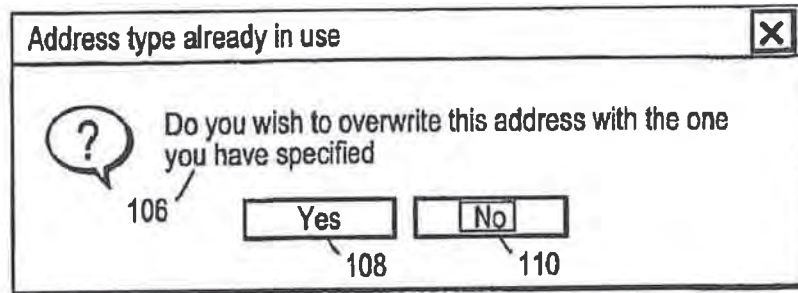 Address type already in use
Do you wish to overwrite this address with the one
you have specified
106
Yes
No
108
110